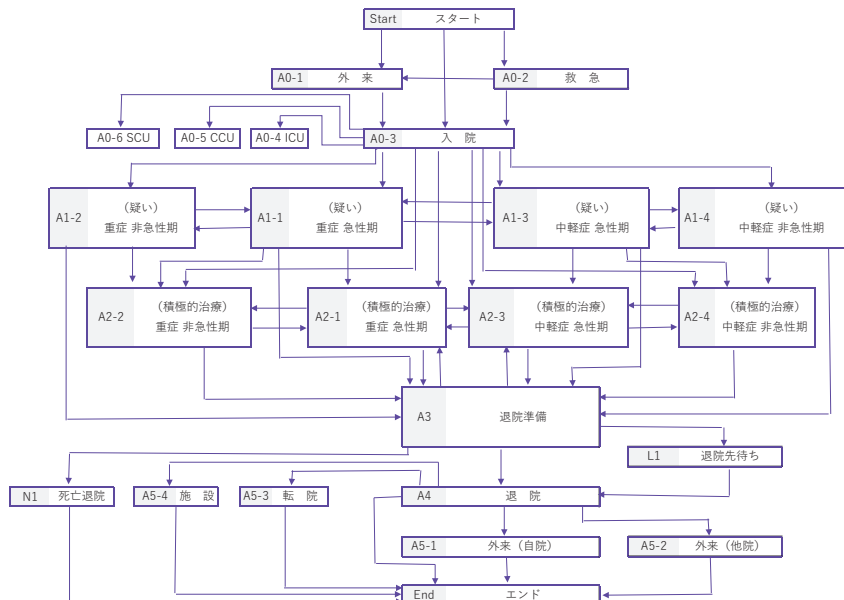 Start スタート
A0-1 外　来
A0-2 救　急
A0-6 SCU
A0-5 CCU
A0-4 ICU
A0-3 入　院
A1-2 （疑い）
重症 非急性期
A1-1 （疑い）
重症 急性期
A1-3 （疑い）
中軽症 急性期
A1-4 （疑い）
中軽症 非急性期
A2-2 （積極的治療）
重症 非急性期
A2-1 （積極的治療）
重症 急性期
A2-3 （積極的治療）
中軽症 急性期
A2-4 （積極的治療）
中軽症 非急性期
A3 退院準備
L1 退院先待ち
N1 死亡退院
A5-4 施　設
A5-3 転　院
A4 退　院
A5-1 外来（自院）
A5-2 外来（他院）
End エンド